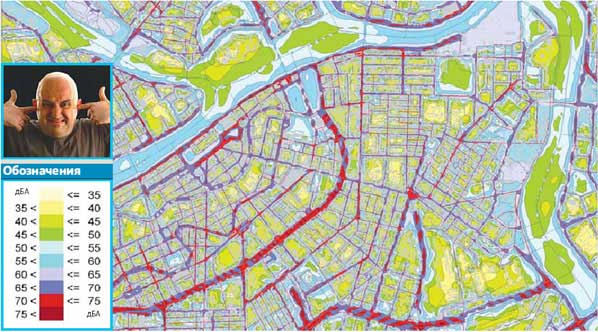 Обозначения
дБА <= 35
35 < <= 40
40 < <= 45
45 < <= 50
50 < <= 55
55 < <= 60
60 < <= 65
65 < <= 70
70 < <= 75
75 < дБА